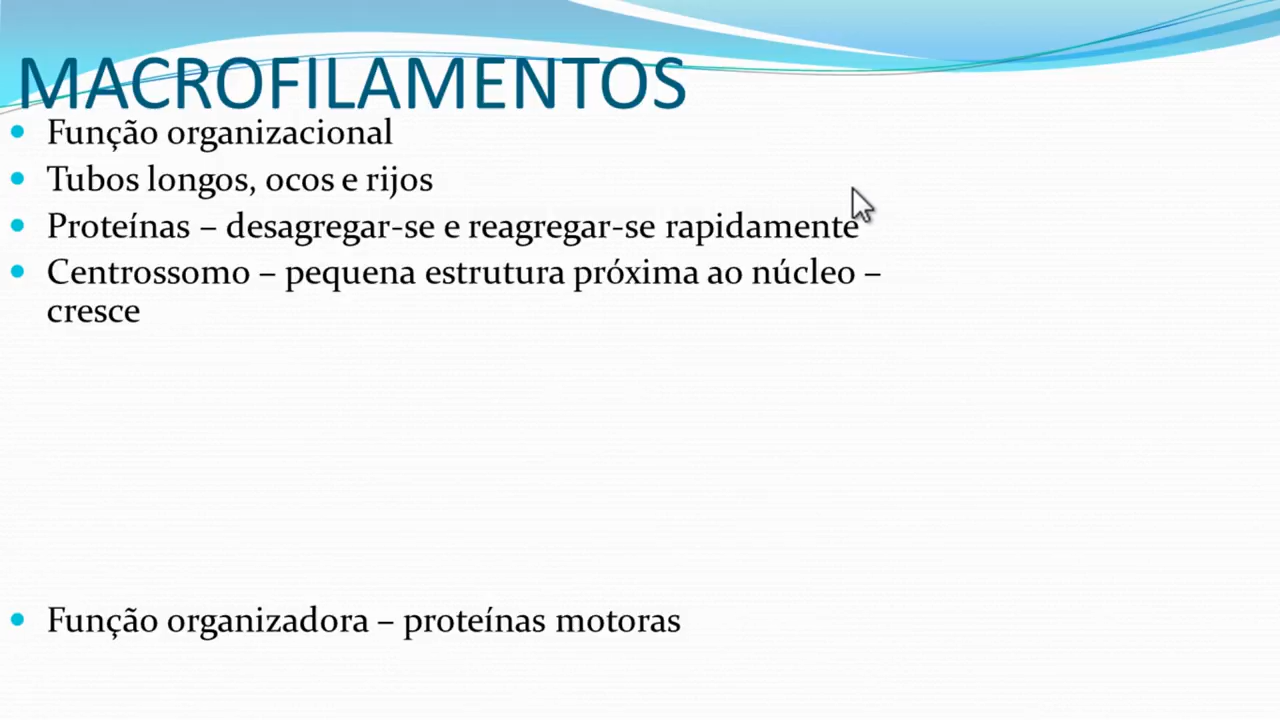 MACROFILAMENTOS
• Função organizacional
• Tubos longos, ocos e rijos
• Proteínas – desagregar-se e reagregar-se rapidamente
• Centrossomo – pequena estrutura próxima ao núcleo –
cresce
• Função organizadora – proteínas motoras